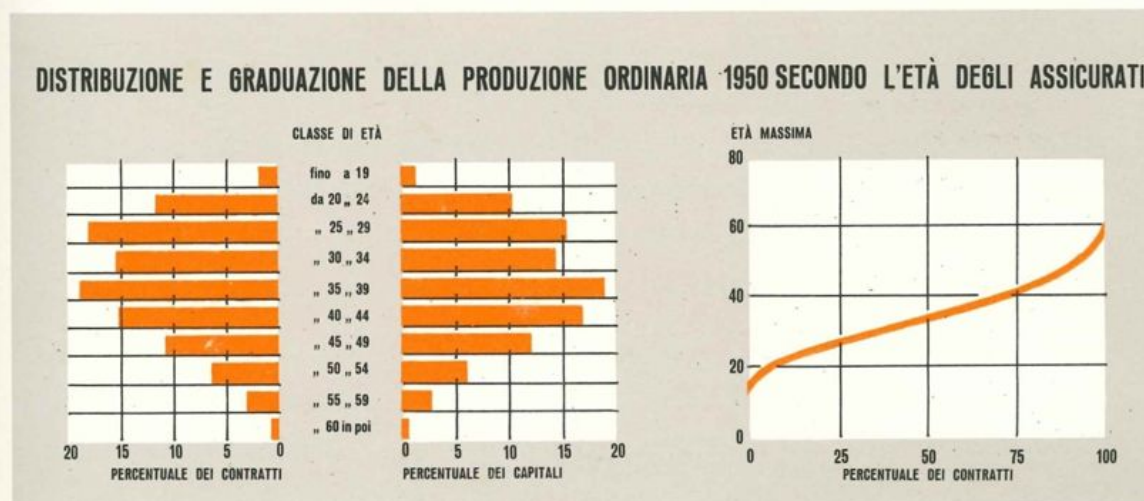 DISTRIBUZIONE E GRADUAZIONE DELLA PRODUZIONE ORDINARIA 1950 SECONDO L'ETÀ DEGLI ASSICURATI
CLASSE DI ETÀ
fino a 19
da 20 „ 24
„ 25 „ 29
„ 30 „ 34
„ 35 „ 39
„ 40 „ 44
„ 45 „ 49
„ 50 „ 54
„ 55 „ 59
„ 60 in poi
20 15 10 5 0
PERCENTUALE DEI CONTRATTI
0 5 10 15 20
PERCENTUALE DEI CAPITALI
ETÀ MASSIMA
80
60
40
20
0
0 25 50 75 100
PERCENTUALE DEI CONTRATTI